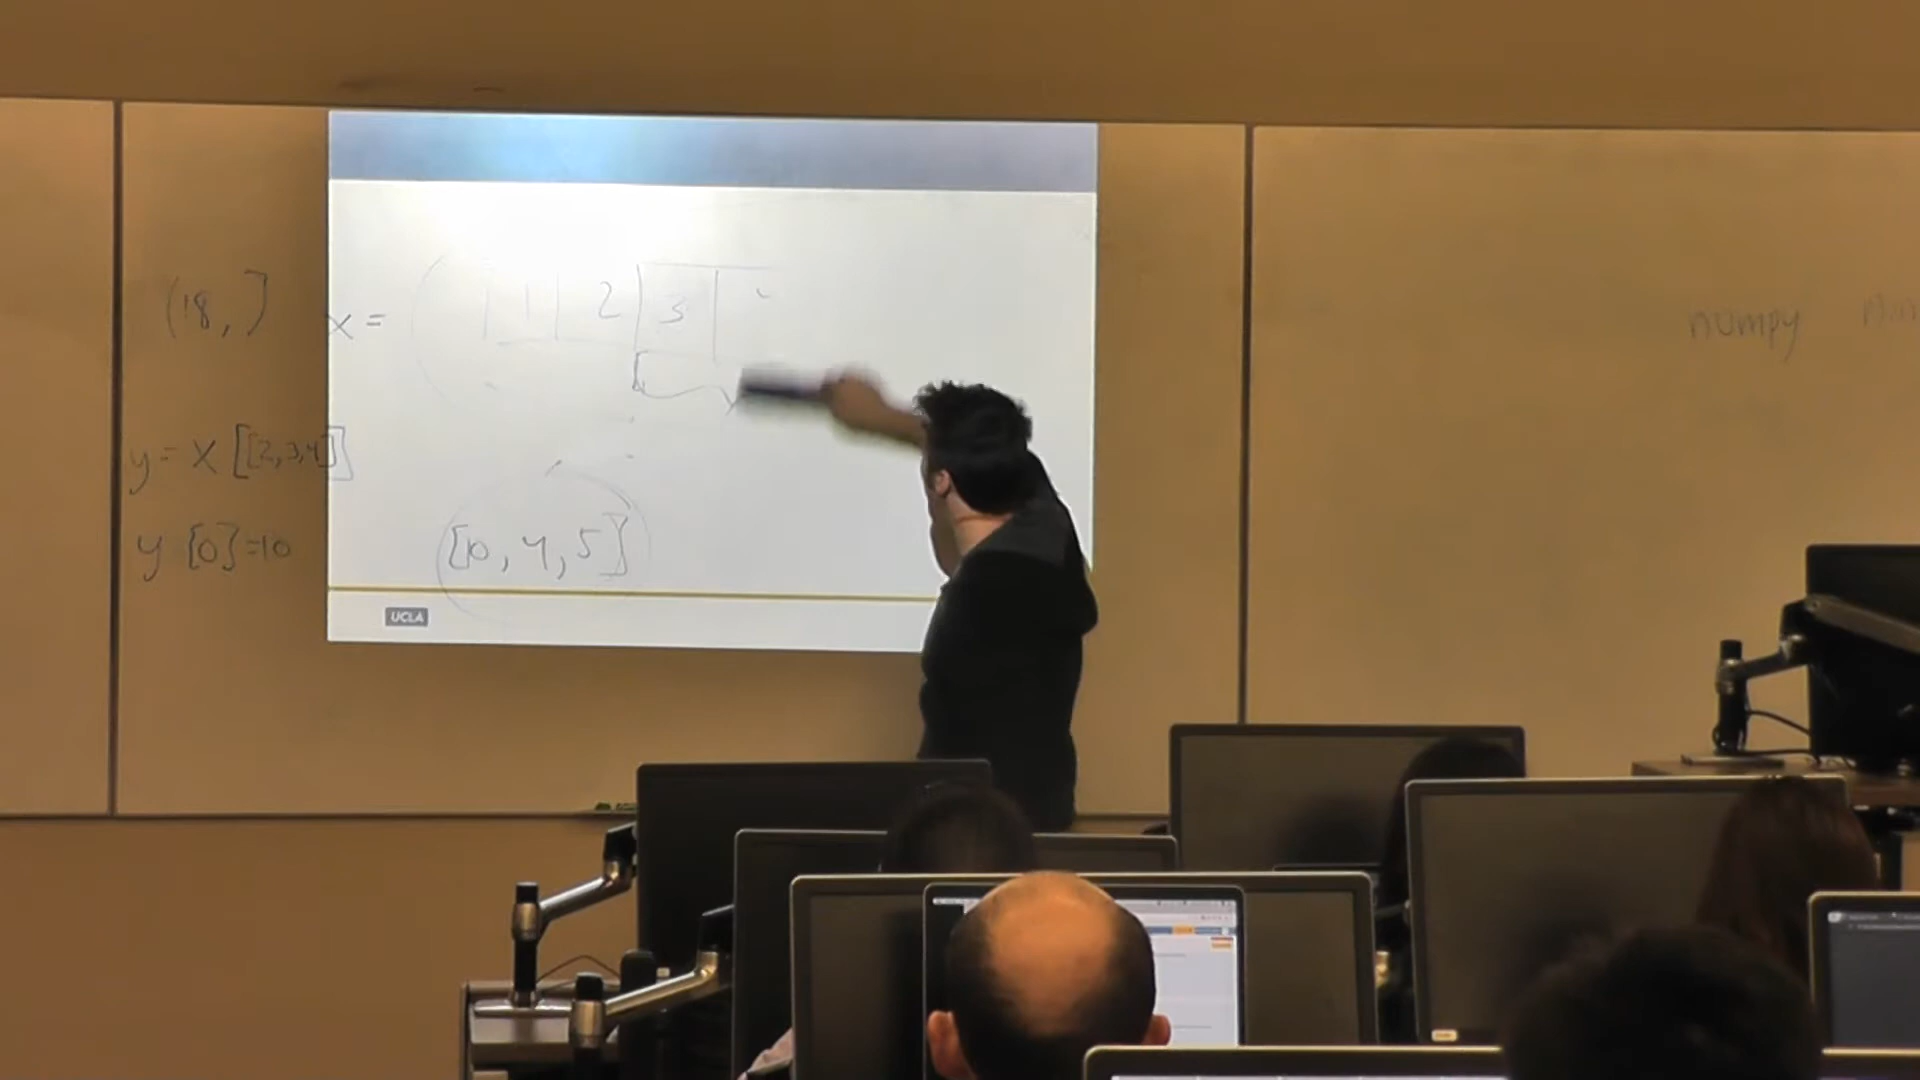 (18, ]
x = 1 2 3
numpy
y = x [[2,3,4]]
y [0]=10
[10, 4, 5]
UCLA